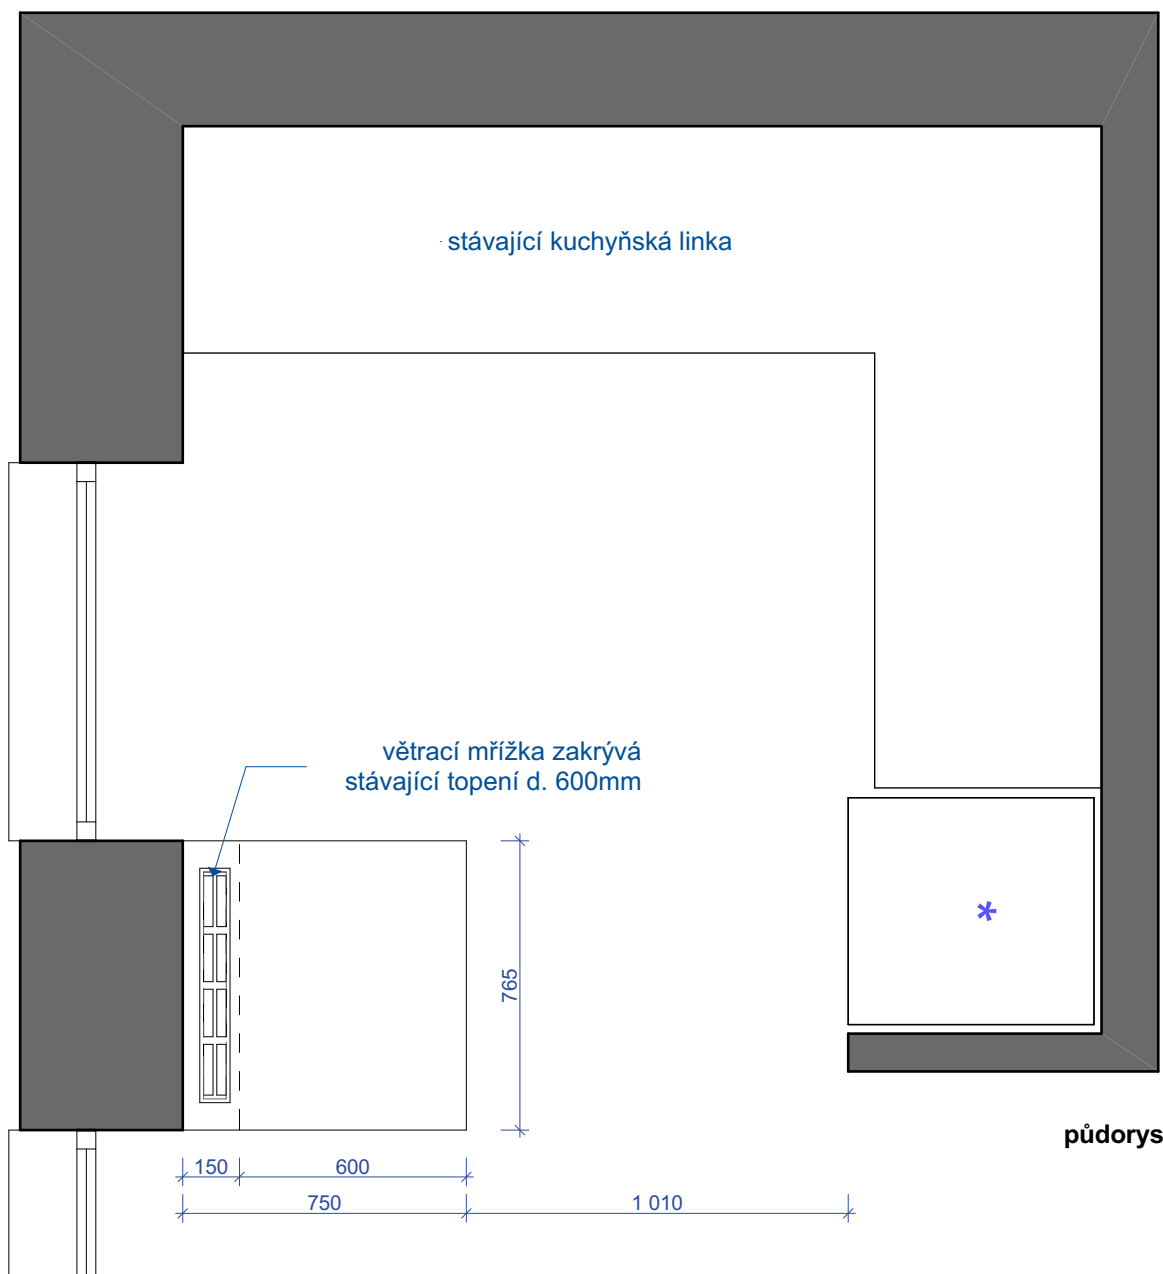 stávající kuchyňská linka
větrací mřížka zakrývá
stávající topení d. 600mm
765
*
půdorys
150
600
750
1 010